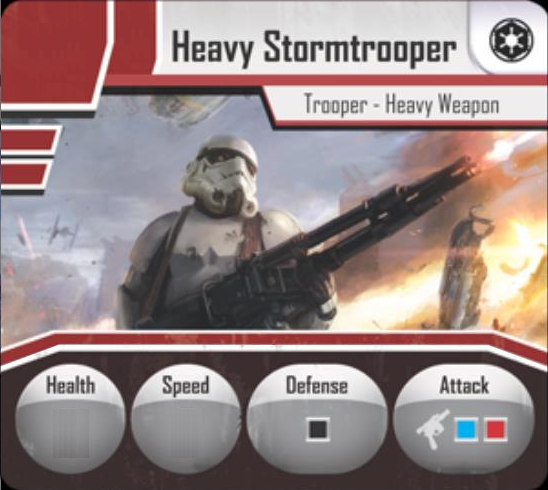 Heavy Stormtrooper
Trooper - Heavy Weapon
Health
Speed
Defense
Attack